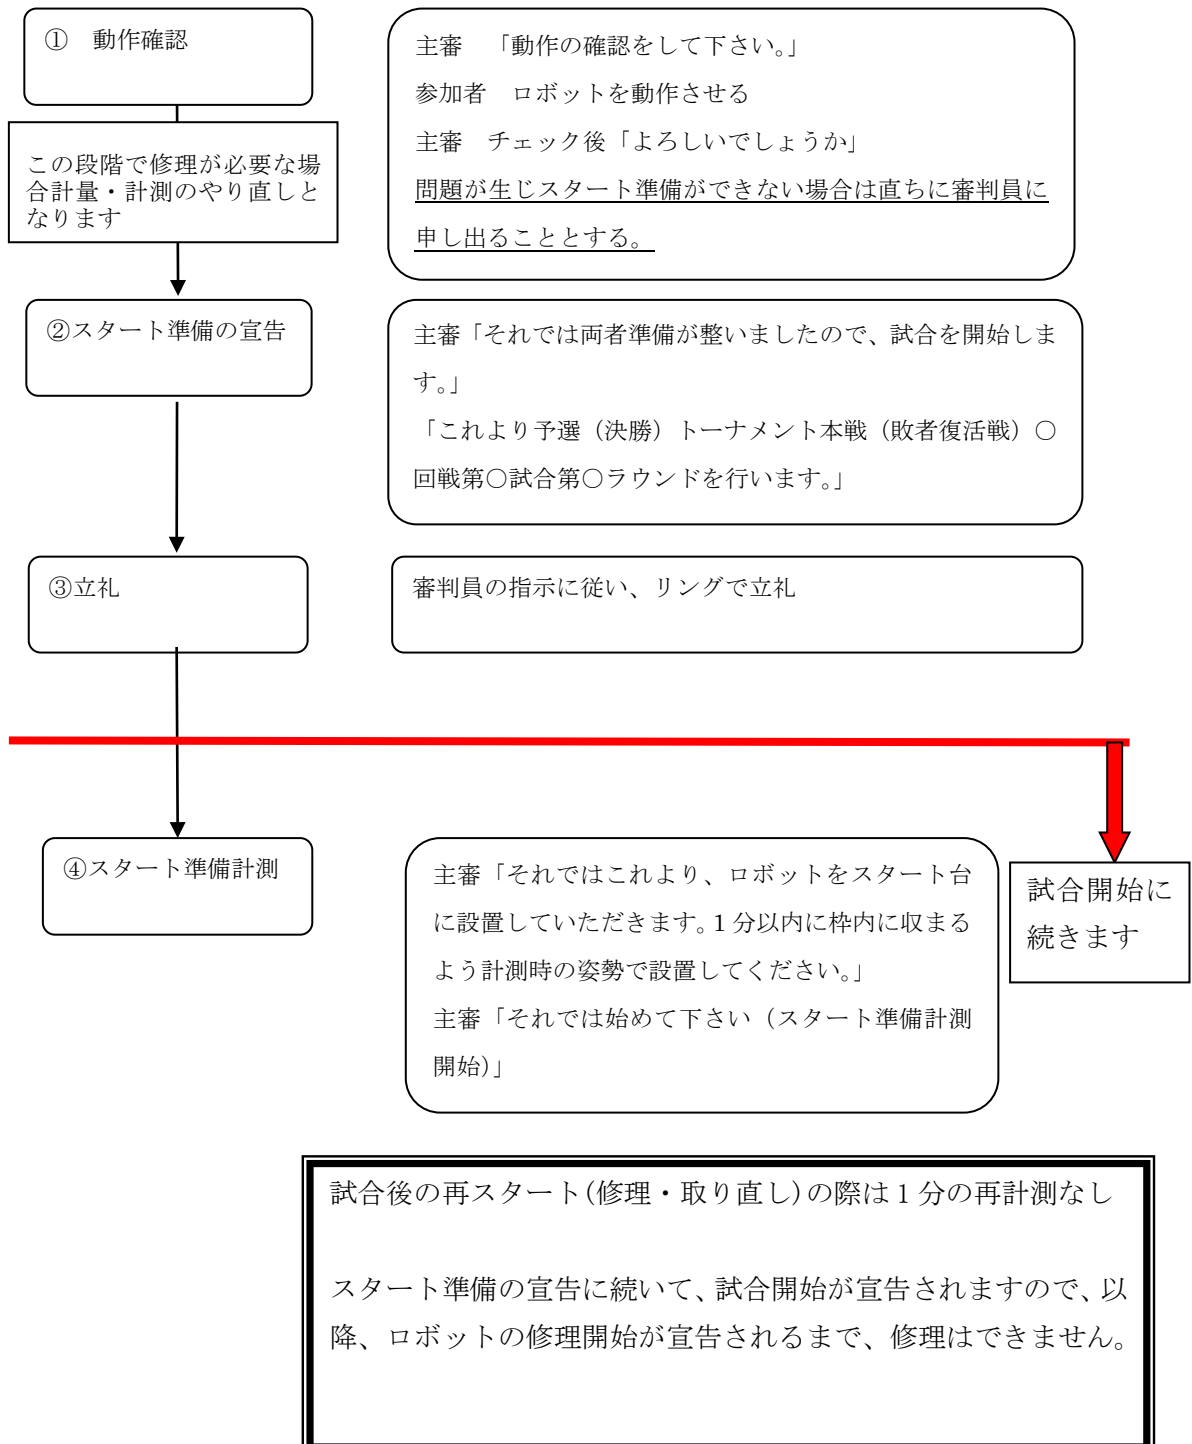 ① 動作確認
主審 「動作の確認をして下さい。」
参加者 ロボットを動作させる
主審 チェック後「よろしいでしょうか」
問題が生じスタート準備ができない場合は直ちに審判員に
申し出ることとする。
この段階で修理が必要な場
合計量・計測のやり直しと
なります
②スタート準備の宣告
主審「それでは両者準備が整いましたので、試合を開始しま
す。」
「これより予選（決勝）トーナメント本戦（敗者復活戦）○
回戦第○試合第○ラウンドを行います。」
③立礼
審判員の指示に従い、リングで立礼
④スタート準備計測
主審「それではこれより、ロボットをスタート台
に設置していただきます。1 分以内に枠内に収まる
よう計測時の姿勢で設置してください。」
主審「それでは始めて下さい（スタート準備計測
開始）」
試合開始に
続きます
試合後の再スタート(修理・取り直し)の際は 1 分の再計測なし
スタート準備の宣告に続いて、試合開始が宣告されますので、以
降、ロボットの修理開始が宣告されるまで、修理はできません。